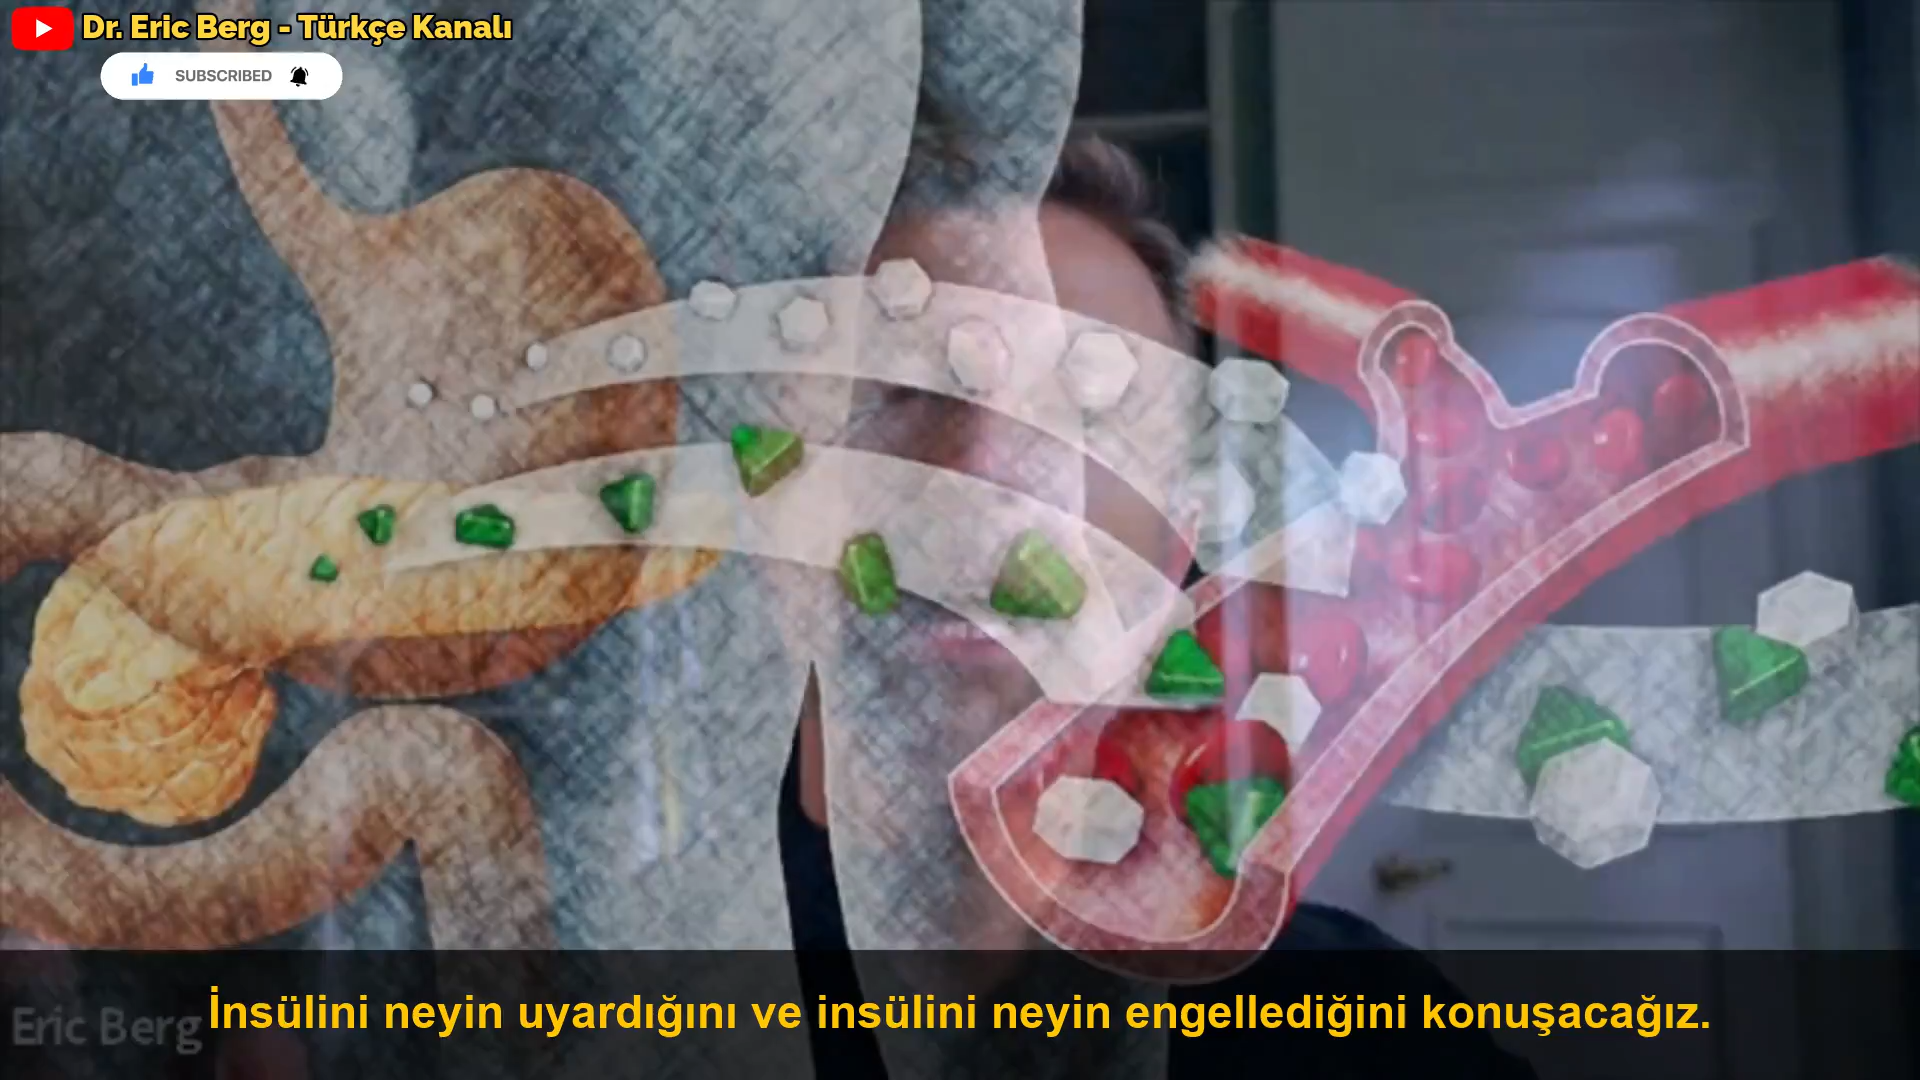 Dr. Eric Berg - Türkçe Kanalı
SUBSCRIBED
Eric Berg
İnsülini neyin uyardığını ve insülini neyin engellediğini konuşacağız.